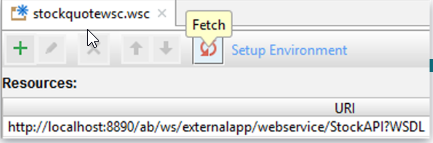 stockquotewsc.wsc
Fetch
Setup Environment
Resources:
URI
http://localhost:8890/ab/ws/externalapp/webservice/StockAPI?WSDL